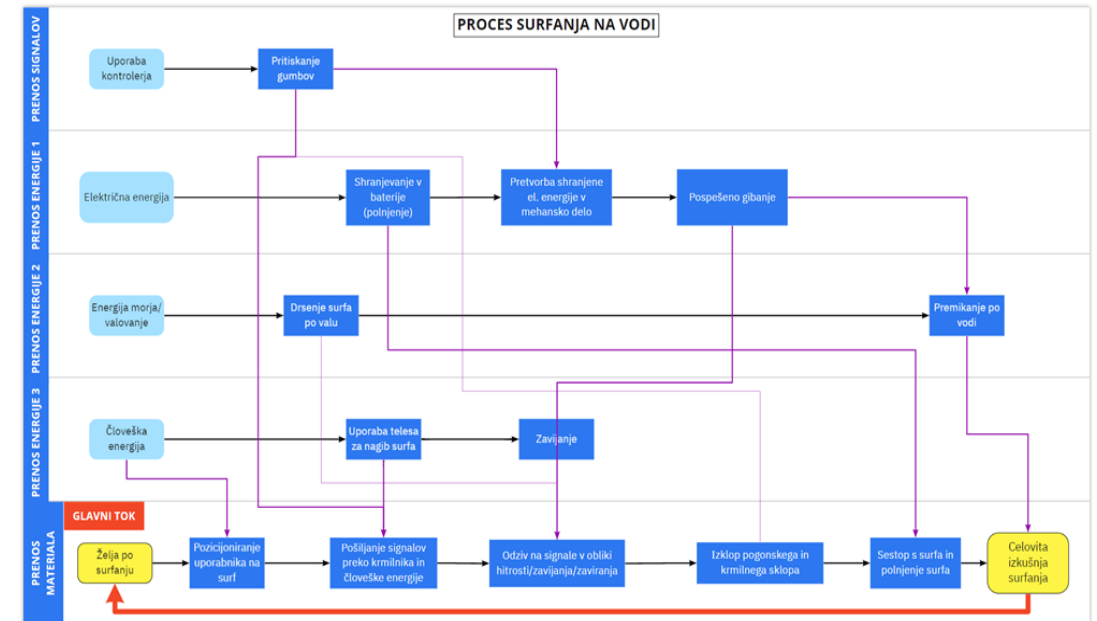 PROCES SURFANJA NA VODI
PRENOS SIGNALOV
Uporaba
kontrolerja
Pritiskanje
gumbov
PRENOS ENERGIJE 1
Električna energija
Shranjevanje v
baterije
(polnjenje)
Pretvorba shranjene
el. energije v
mehansko delo
Pospešeno gibanje
PRENOS ENERGIJE 2
Energija morja/
valovanje
Drsenje surfa
po valu
Premikanje po
vodi
PRENOS ENERGIJE 3
Človeška
energija
Uporaba telesa
za nagib surfa
Zavijanje
PRENOS
MATERIALA
GLAVNI TOK
Želja po
surfanju
Pozicijoniranje
uporabnika na
surf
Pošiljanje signalov
preko krmilnika in
človeške energije
Odziv na signale v obliki
hitrosti/zavijanja/zaviranja
Izklop pogonskega in
krmilnega sklopa
Sestop s surfa in
polnjenje surfa
Celovita
izkušnja
surfanja